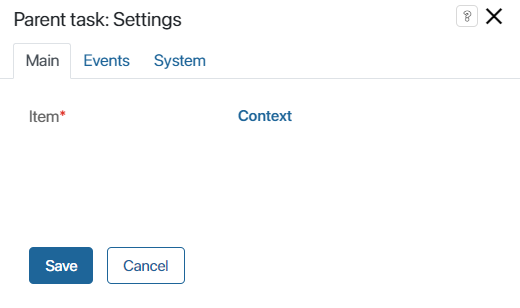 Parent task: Settings
?
Main Events System
Item* Context
Save Cancel